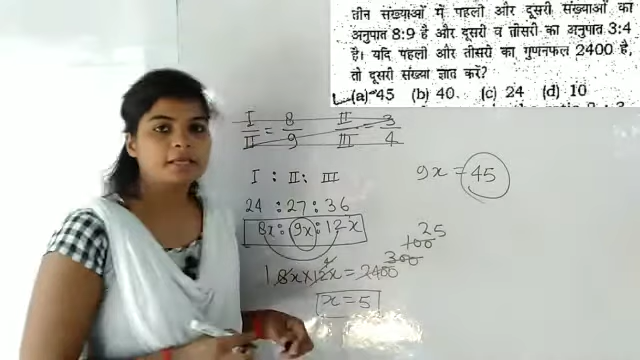 तीन संख्याओं में पहली और दूसरी संख्याओं का
अनुपात 8:9 है और दूसरी व तीसरी का अनुपात 3:4
है। यदि पहली और तीसरी का गुणनफल 2400 है,
तो दूसरी संख्या ज्ञात करें?
(a) 45 (b) 40 (c) 24 (d) 10
I/II = 8/9 II/III = 3/4
I : II : III
24 : 27 : 36
8x : 9x : 12x
8x × 12x = 2400
300
100
25
x = 5
9x = 45